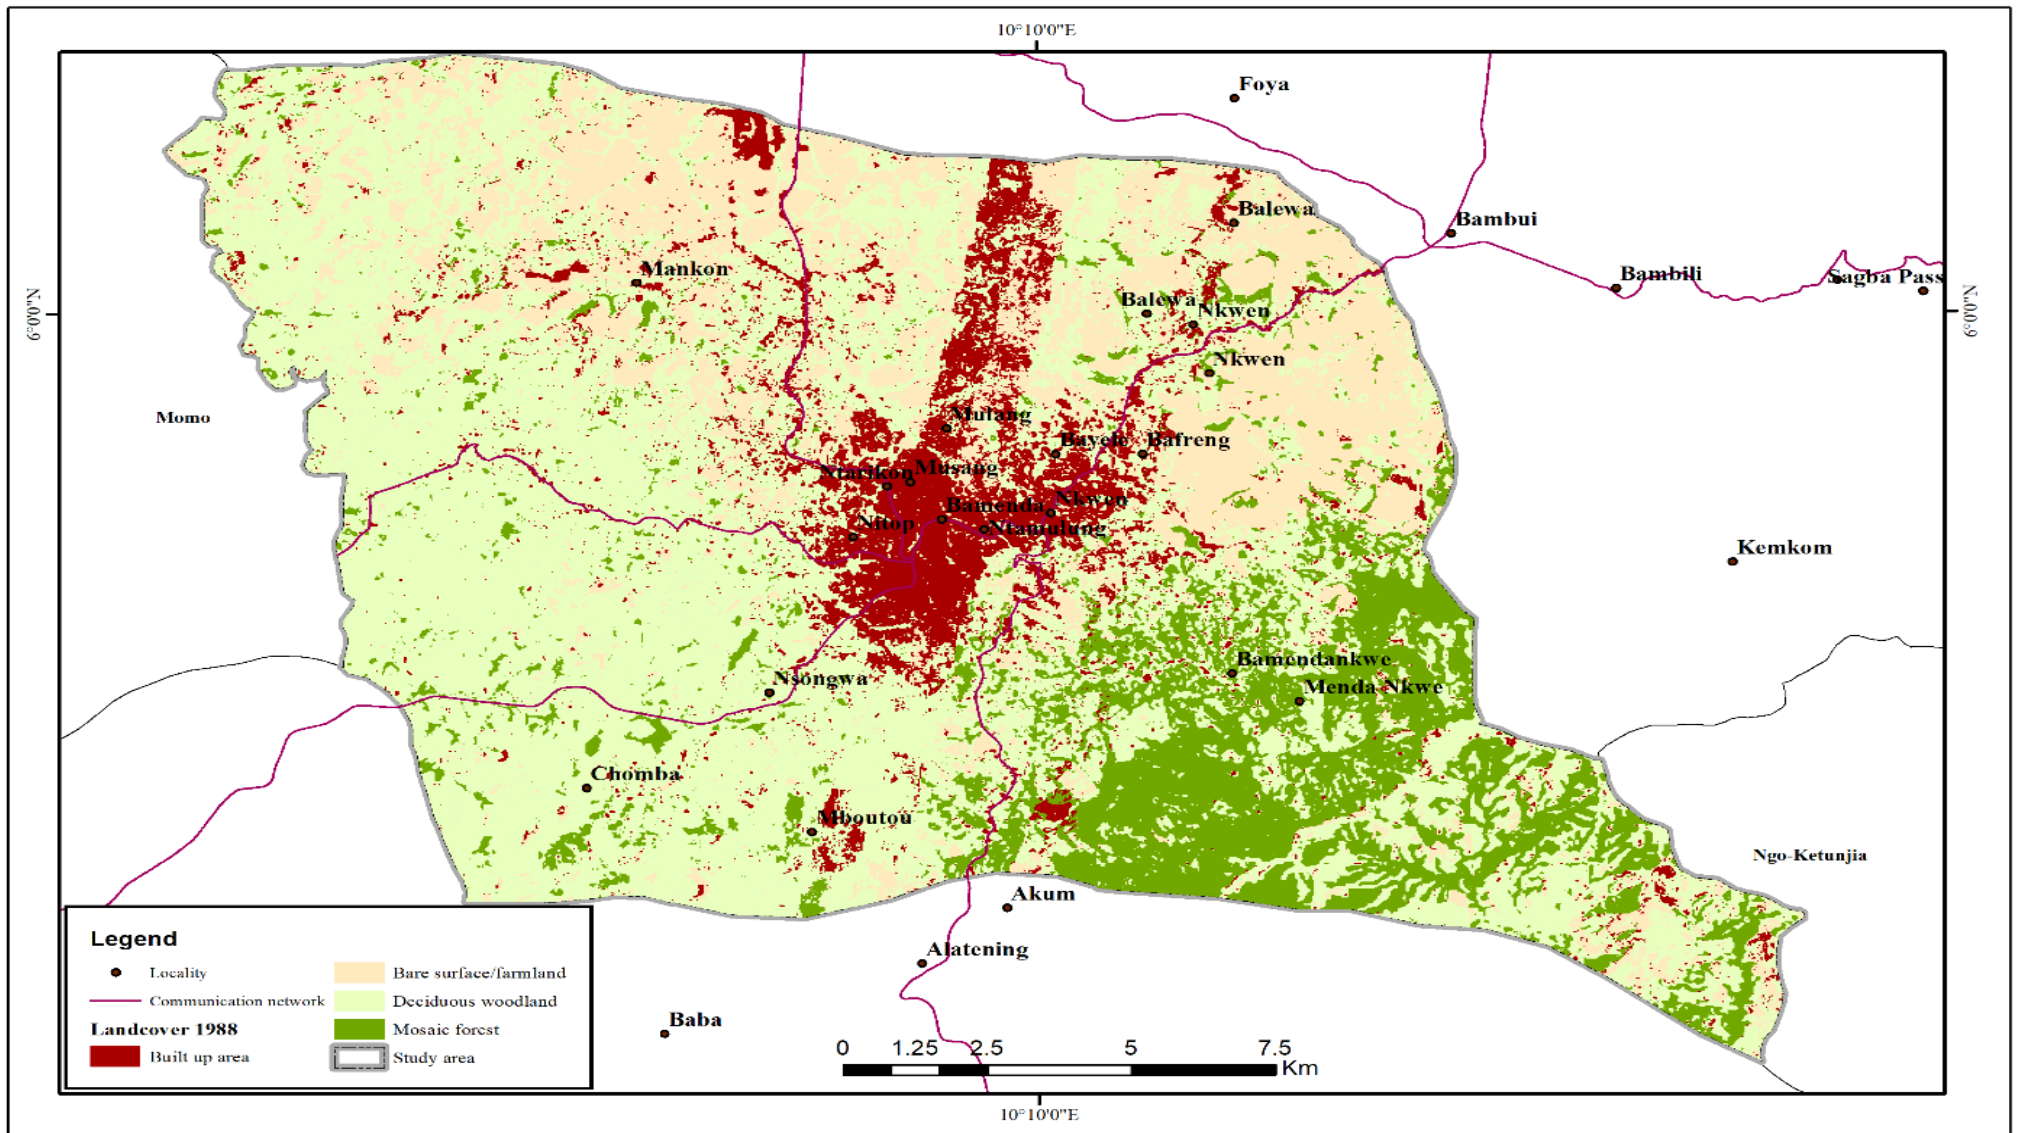 10°10'0"E
Foya
Balewa
Bambui
Mankon
Bambili
Sagba Pass
Balewa
Nkwen
6°0'0"N
6°0'0"N
Nkwen
Momo
Mulang
Bayele
Bafreng
Ntarikon
Musang
Bamenda
Nkwen
Nitop
Ntamulung
Kemkom
Bamendankwe
Nsongwa
Menda Nkwe
Chomba
Mboutou
Ngo-Ketunjia
Akum
Alatening
Baba
Legend
Locality
Communication network
Landcover 1988
Built up area
Bare surface/farmland
Deciduous woodland
Mosaic forest
Study area
0 1.25 2.5 5 7.5
Km
10°10'0"E